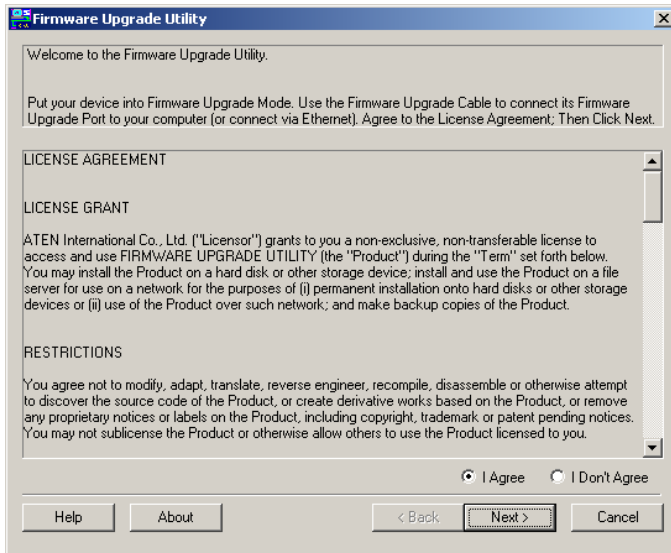 Firmware Upgrade Utility
Welcome to the Firmware Upgrade Utility.
Put your device into Firmware Upgrade Mode. Use the Firmware Upgrade Cable to connect its Firmware
Upgrade Port to your computer (or connect via Ethernet). Agree to the License Agreement; Then Click Next.
LICENSE AGREEMENT
LICENSE GRANT
ATEN International Co., Ltd. ("Licensor") grants to you a non-exclusive, non-transferable license to
access and use FIRMWARE UPGRADE UTILITY (the "Product") during the "Term" set forth below.
You may install the Product on a hard disk or other storage device; install and use the Product on a file
server for use on a network for the purposes of (i) permanent installation onto hard disks or other storage
devices or (ii) use of the Product over such network; and make backup copies of the Product.
RESTRICTIONS
You agree not to modify, adapt, translate, reverse engineer, recompile, disassemble or otherwise attempt
to discover the source code of the Product, or create derivative works based on the Product, or remove
any proprietary notices or labels on the Product, including copyright, trademark or patent pending notices.
You may not sublicense the Product or otherwise allow others to use the Product licensed to you.
I Agree I Don't Agree
Help About < Back Next > Cancel